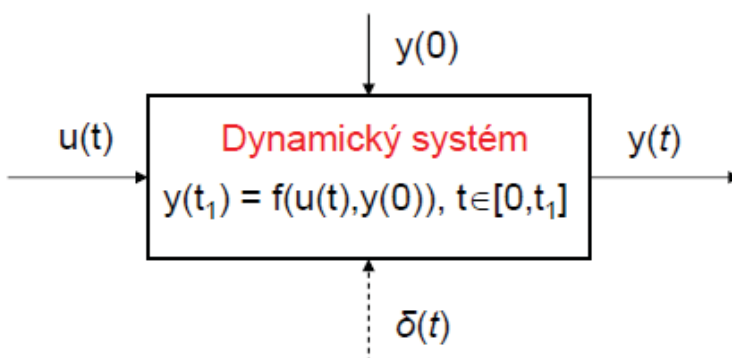 y(0)
u(t)
Dynamický systém
y(t)
y(t₁) = f(u(t),y(0)), t∈[0,t₁]
δ(t)